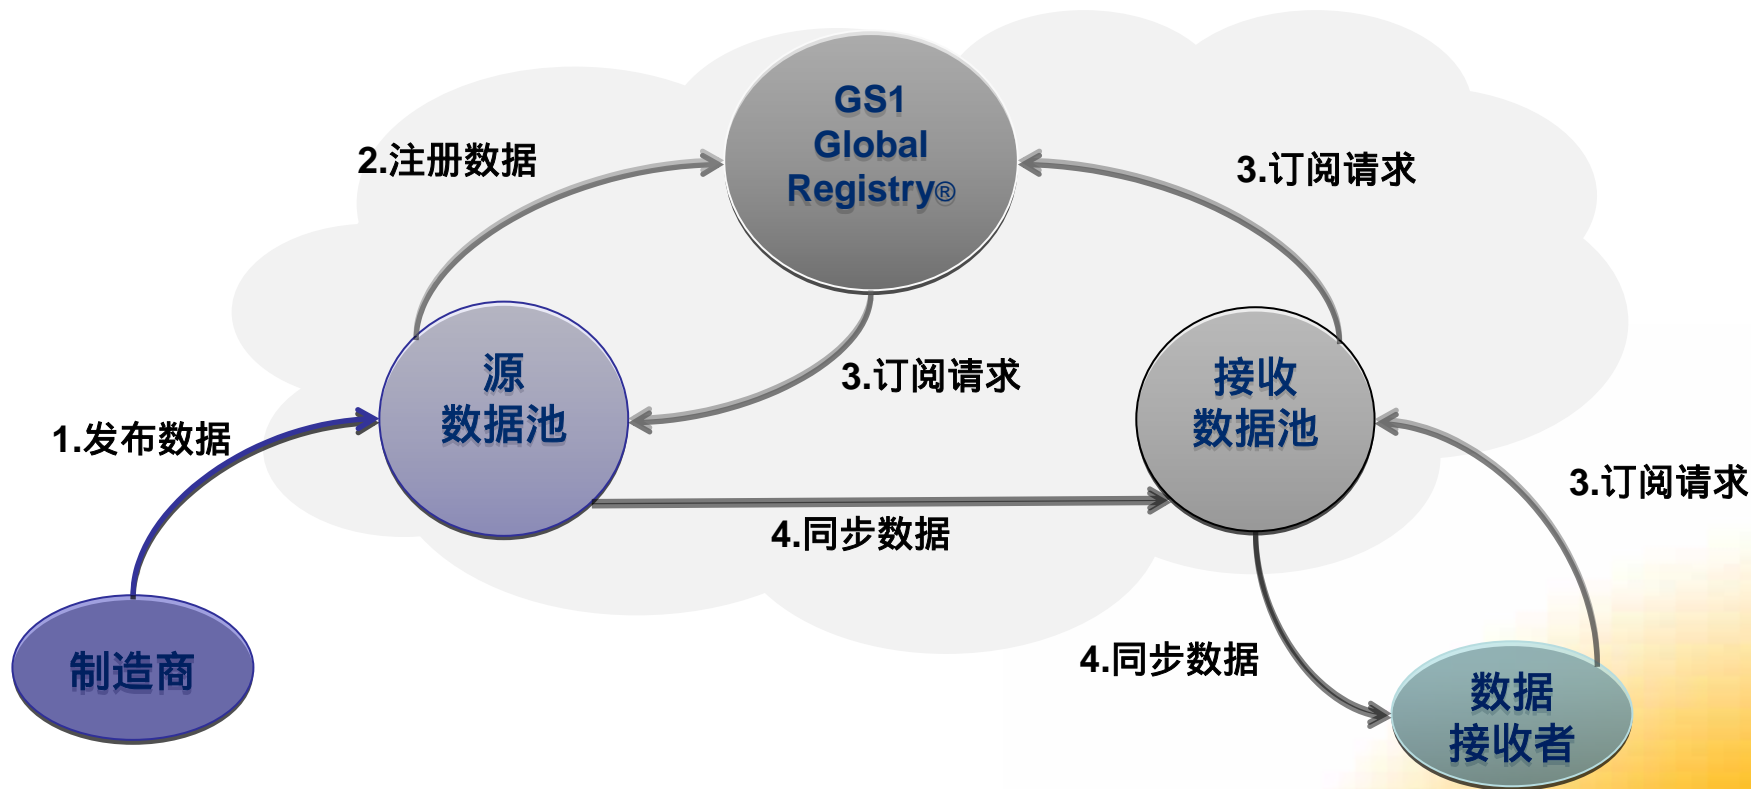 GS1
Global
Registry®
2.注册数据
3.订阅请求
源
数据池
3.订阅请求
接收
数据池
1.发布数据
3.订阅请求
4.同步数据
制造商
4.同步数据
数据
接收者